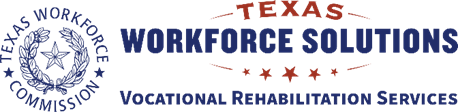 TEXAS WORKFORCE
COMMISSION
TEXAS
WORKFORCE SOLUTIONS
VOCATIONAL REHABILITATION SERVICES